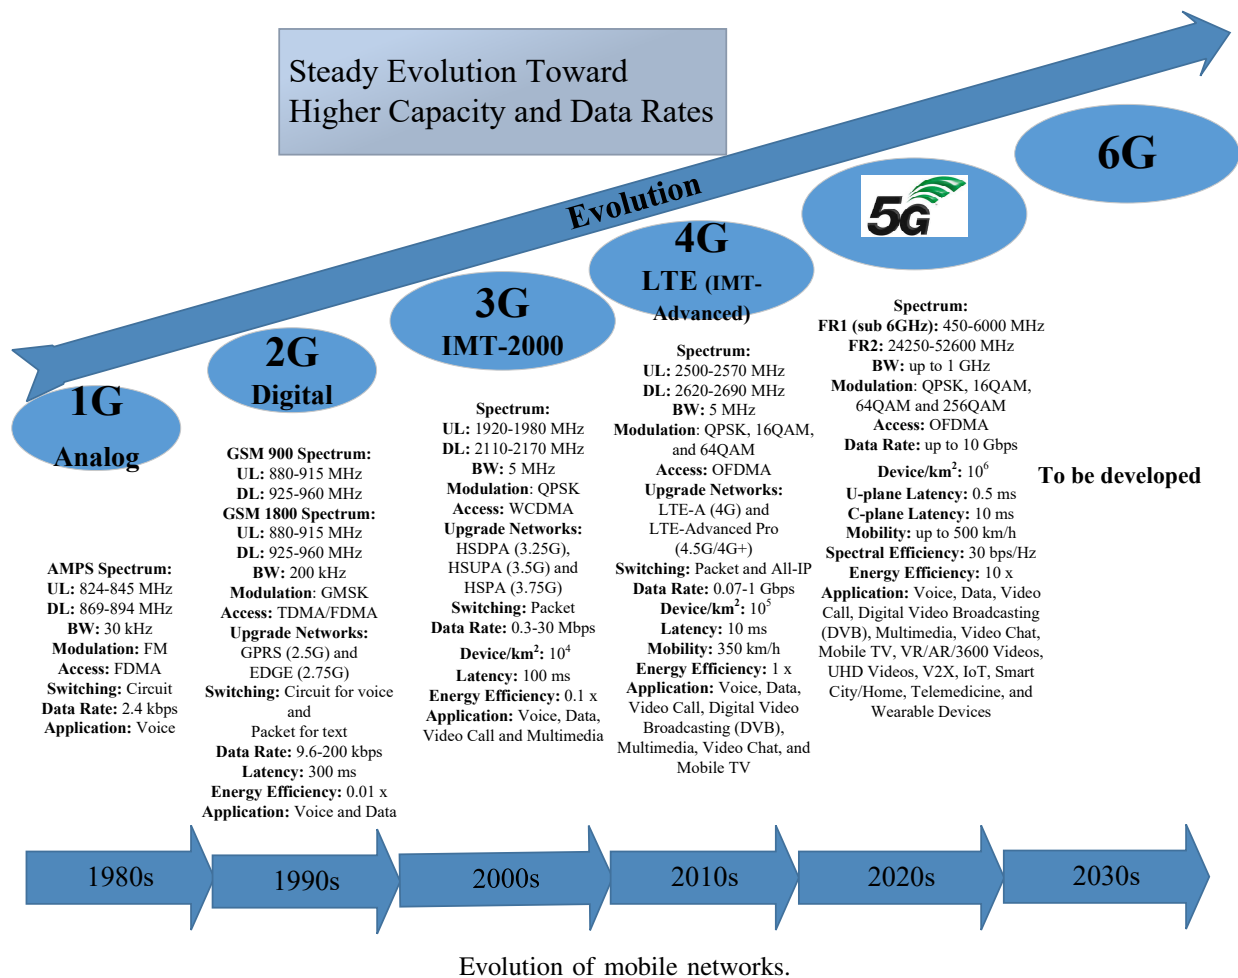 Steady Evolution Toward
Higher Capacity and Data Rates
Evolution
1G
Analog
AMPS Spectrum:
UL: 824-845 MHz
DL: 869-894 MHz
BW: 30 kHz
Modulation: FM
Access: FDMA
Switching: Circuit
Data Rate: 2.4 kbps
Application: Voice
2G
Digital
GSM 900 Spectrum:
UL: 880-915 MHz
DL: 925-960 MHz
GSM 1800 Spectrum:
UL: 880-915 MHz
DL: 925-960 MHz
BW: 200 kHz
Modulation: GMSK
Access: TDMA/FDMA
Upgrade Networks:
GPRS (2.5G) and
EDGE (2.75G)
Switching: Circuit for voice
and
Packet for text
Data Rate: 9.6-200 kbps
Latency: 300 ms
Energy Efficiency: 0.01 x
Application: Voice and Data
3G
IMT-2000
Spectrum:
UL: 1920-1980 MHz
DL: 2110-2170 MHz
BW: 5 MHz
Modulation: QPSK
Access: WCDMA
Upgrade Networks:
HSDPA (3.25G),
HSUPA (3.5G) and
HSPA (3.75G)
Switching: Packet
Data Rate: 0.3-30 Mbps
Device/km²: 10⁴
Latency: 100 ms
Energy Efficiency: 0.1 x
Application: Voice, Data,
Video Call and Multimedia
4G
LTE (IMT-
Advanced)
Spectrum:
UL: 2500-2570 MHz
DL: 2620-2690 MHz
BW: 5 MHz
Modulation: QPSK, 16QAM,
and 64QAM
Access: OFDMA
Upgrade Networks:
LTE-A (4G) and
LTE-Advanced Pro
(4.5G/4G+)
Switching: Packet and All-IP
Data Rate: 0.07-1 Gbps
Device/km²: 10⁵
Latency: 10 ms
Mobility: 350 km/h
Energy Efficiency: 1 x
Application: Voice, Data,
Video Call, Digital Video
Broadcasting (DVB),
Multimedia, Video Chat, and
Mobile TV
5G
Spectrum:
FR1 (sub 6GHz): 450-6000 MHz
FR2: 24250-52600 MHz
BW: up to 1 GHz
Modulation: QPSK, 16QAM,
64QAM and 256QAM
Access: OFDMA
Data Rate: up to 10 Gbps
Device/km²: 10⁶
U-plane Latency: 0.5 ms
C-plane Latency: 10 ms
Mobility: up to 500 km/h
Spectral Efficiency: 30 bps/Hz
Energy Efficiency: 10 x
Application: Voice, Data, Video
Call, Digital Video Broadcasting
(DVB), Multimedia, Video Chat,
Mobile TV, VR/AR/3600 Videos,
UHD Videos, V2X, IoT, Smart
City/Home, Telemedicine, and
Wearable Devices
6G
To be developed
1980s
1990s
2000s
2010s
2020s
2030s
Evolution of mobile networks.